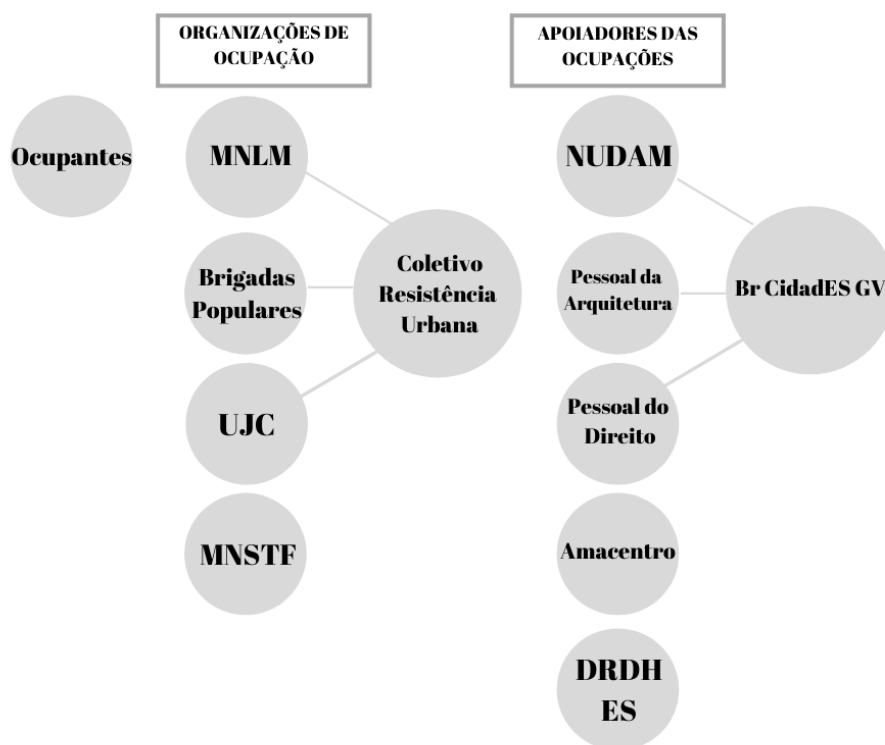 ORGANIZAÇÕES DE
OCUPAÇÃO
APOIADORES DAS
OCUPAÇÕES
Ocupantes
MNLM
Brigadas
Populares
UJC
MNSTF
Coletivo
Resistência
Urbana
NUDAM
Pessoal da
Arquitetura
Pessoal do
Direito
Amacentro
DRDH
ES
Br CidadES GV